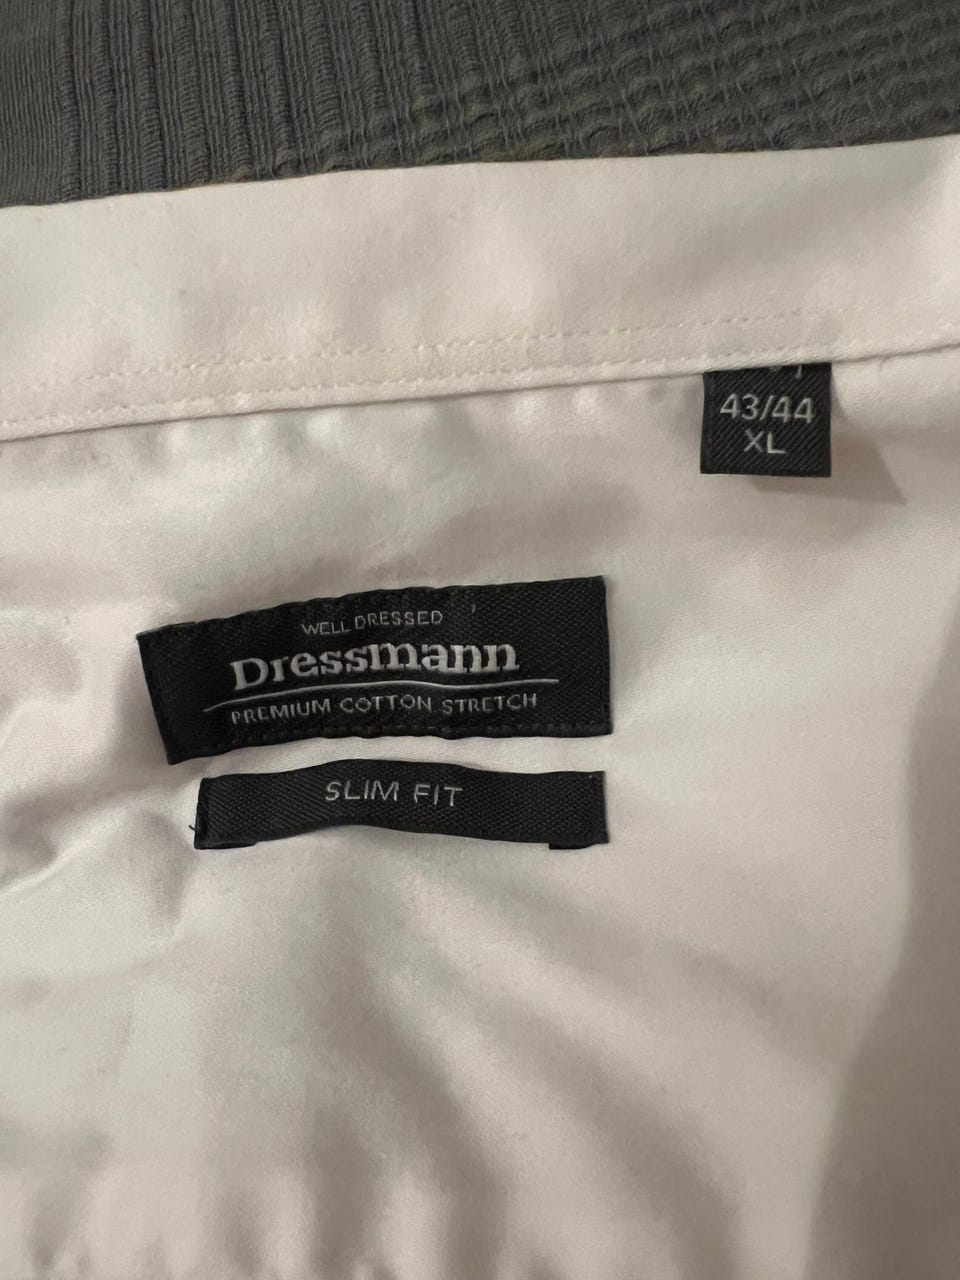 43/44
XL
WELL DRESSED
Dressmann
PREMIUM COTTON STRETCH
SLIM FIT